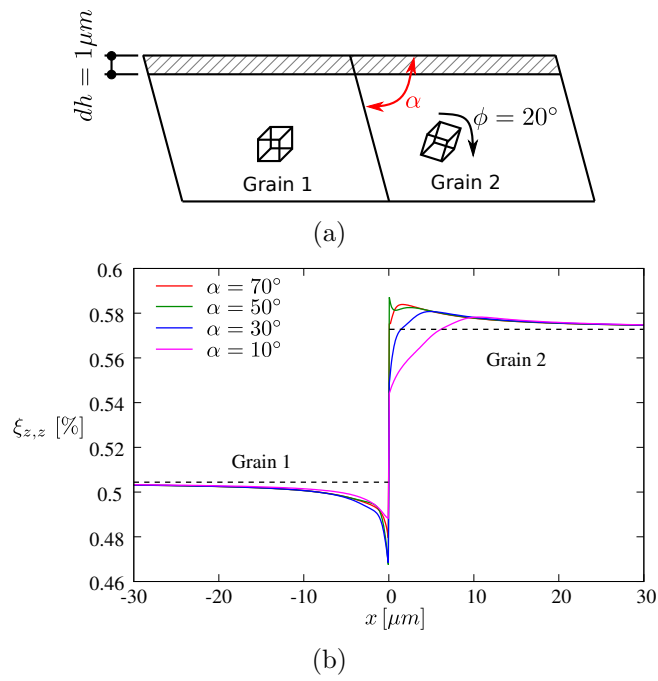 dh = 1μm
α
ϕ = 20°
Grain 1
Grain 2
(a)
0.6
0.58
0.56
0.54
0.52
0.5
0.48
0.46
ξz,z [%]
α = 70°
α = 50°
α = 30°
α = 10°
Grain 2
Grain 1
-30
-20
-10
0
10
20
30
x [μm]
(b)